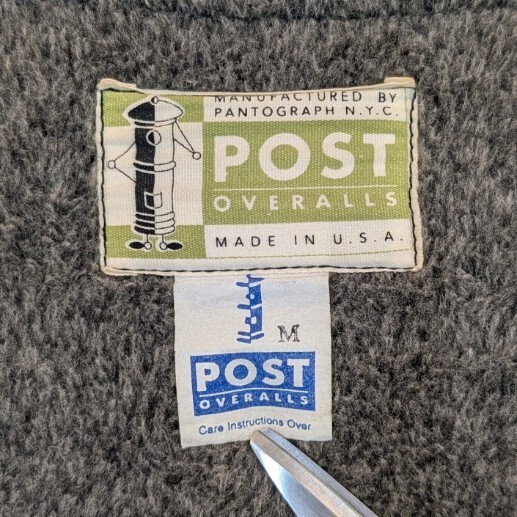 MANUFACTURED BY
PANTOGRAPH N.Y.C.
POST
OVERALLS
MADE IN U.S.A.
M
POST
OVERALLS
Care Instructions Over